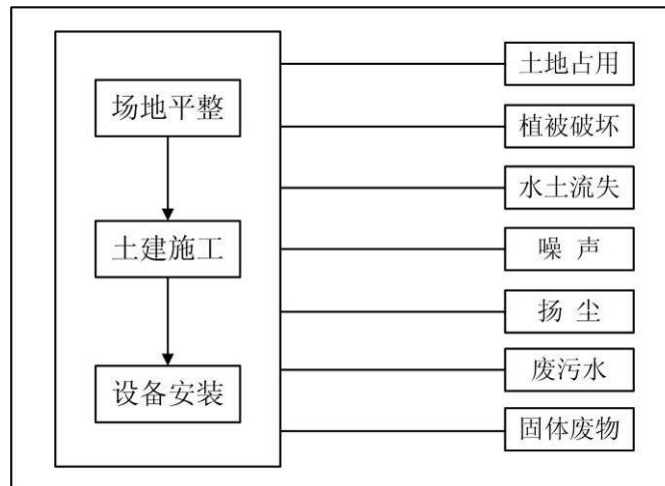 场地平整
土建施工
设备安装
土地占用
植被破坏
水土流失
噪 声
扬 尘
废污水
固体废物